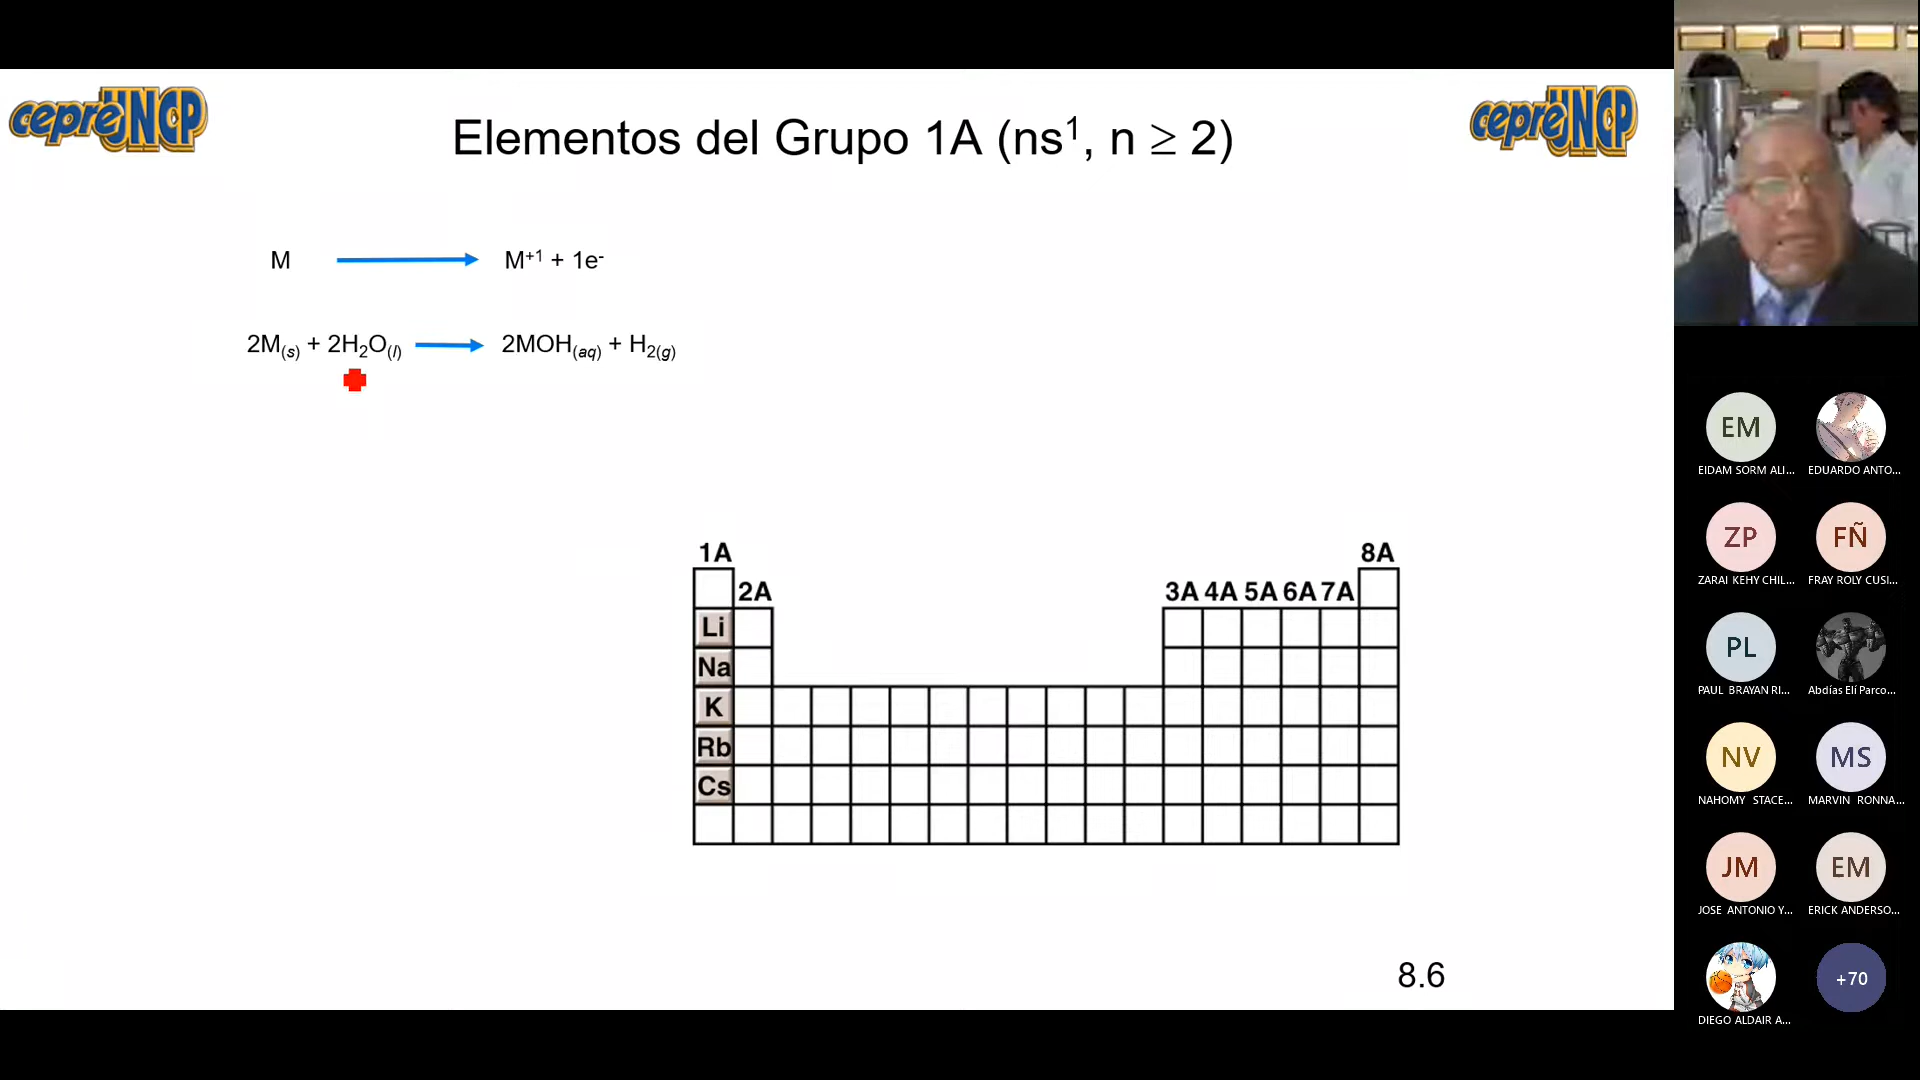 cepreUNCP
Elementos del Grupo 1A (ns¹, n ≥ 2)
cepreUNCP
M → M⁺¹ + 1e⁻
2M(s) + 2H₂O(l) → 2MOH(aq) + H₂(g)
1A
8A
2A
3A 4A 5A 6A 7A
Li
Na
K
Rb
Cs
8.6
EM
EIDAM SORM ALI...
EDUARDO ANTO...
ZP
ZARAI KEHY CHIL...
FÑ
FRAY ROLY CUSI...
PL
PAUL BRAYAN RI...
Abdías Elí Parco...
NV
NAHOMY STACE...
MS
MARVIN RONNA...
JM
JOSE ANTONIO Y...
EM
ERICK ANDERSO...
DIEGO ALDAIR A...
+70